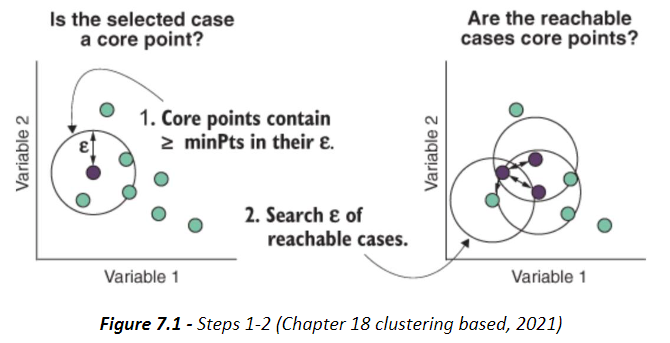 Is the selected case
a core point?
Are the reachable
cases core points?
Variable 2
ε
1. Core points contain
≥ minPts in their ε.
Variable 1
2. Search ε of
reachable cases.
Variable 2
Variable 1
Figure 7.1 - Steps 1-2 (Chapter 18 clustering based, 2021)